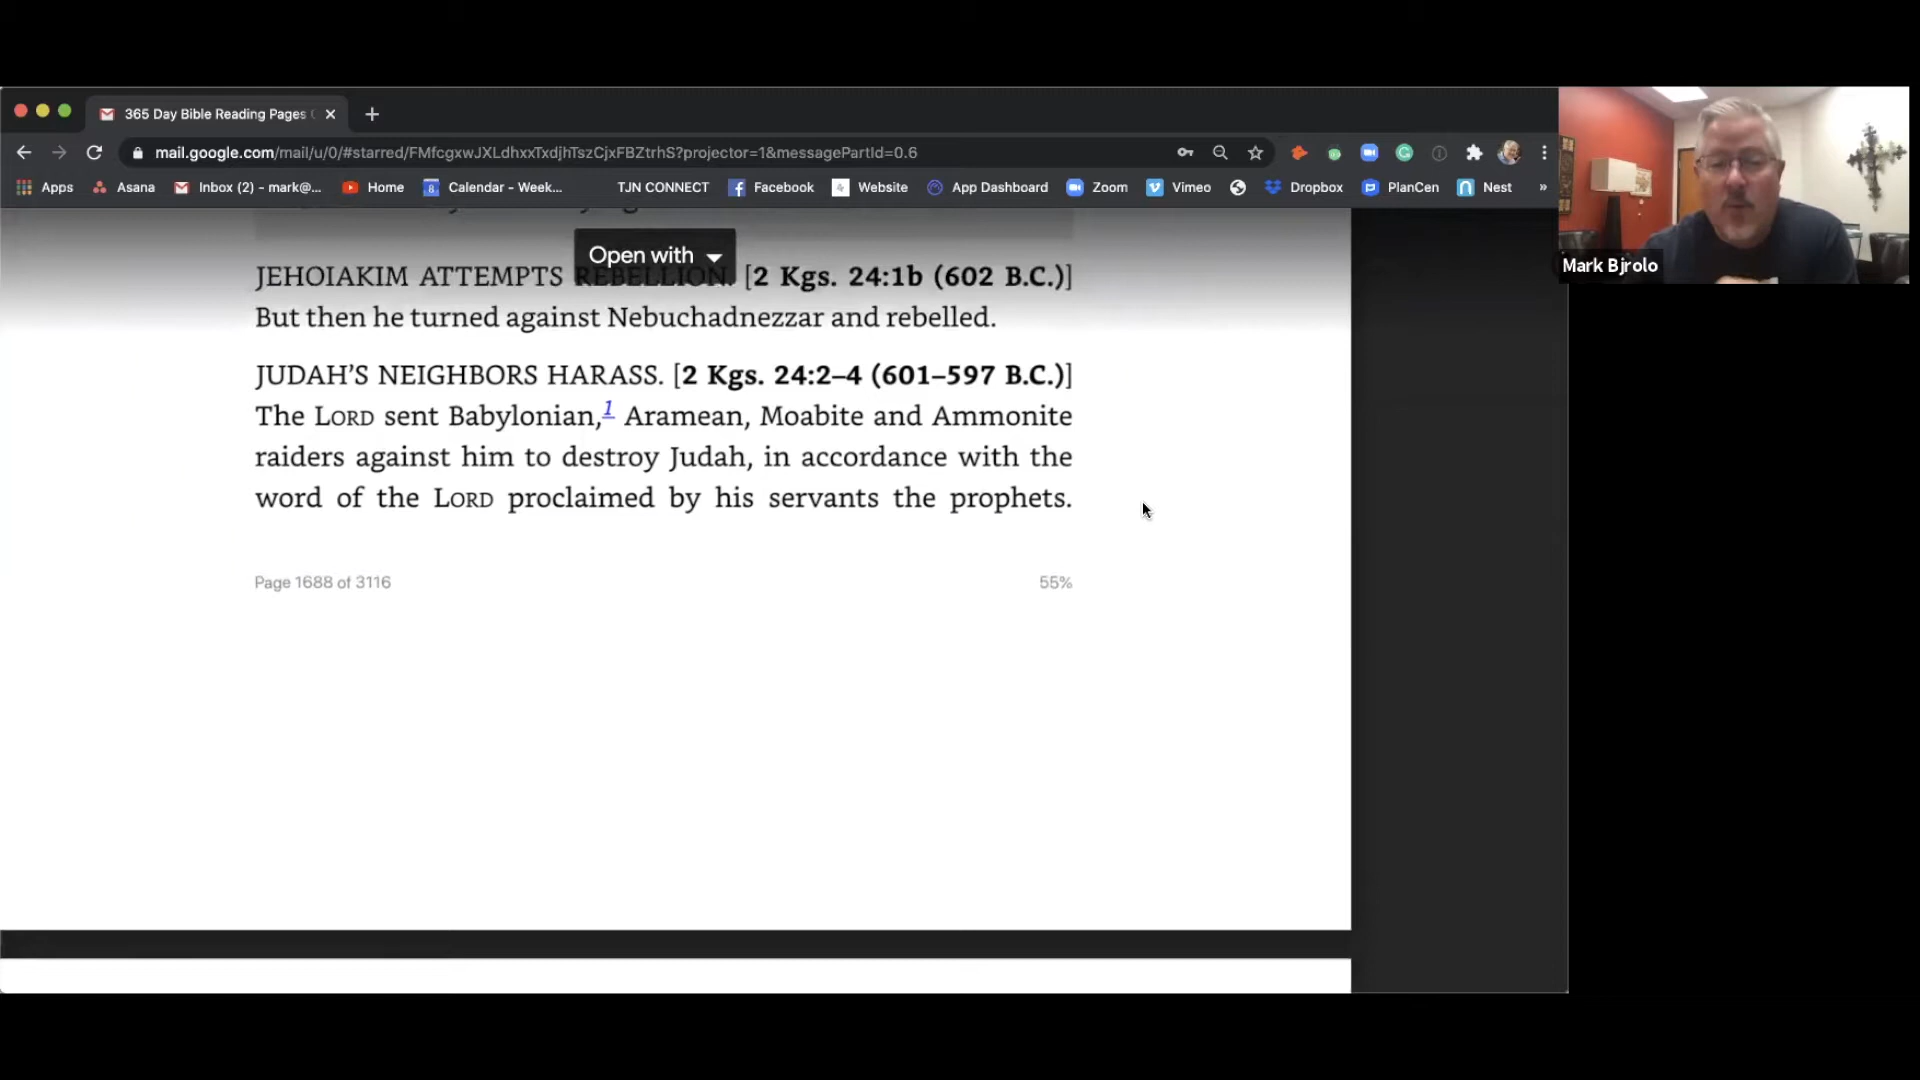 365 Day Bible Reading Pages
mail.google.com/mail/u/0/#starred/FMfcgxwJXLdhxxTxdjhTszCjxFBZtrhS?projector=1&messagePartId=0.6
Apps Asana Inbox (2) - mark@... Home Calendar - Week... TJN CONNECT Facebook Website App Dashboard Zoom Vimeo Dropbox PlanCen Nest »
Mark Bjrolo
Open with
JEHOIAKIM ATTEMPTS REBELLION. [2 Kgs. 24:1b (602 B.C.)]
But then he turned against Nebuchadnezzar and rebelled.
JUDAH’S NEIGHBORS HARASS. [2 Kgs. 24:2–4 (601–597 B.C.)]
The LORD sent Babylonian,1 Aramean, Moabite and Ammonite
raiders against him to destroy Judah, in accordance with the
word of the LORD proclaimed by his servants the prophets.
Page 1688 of 3116 55%